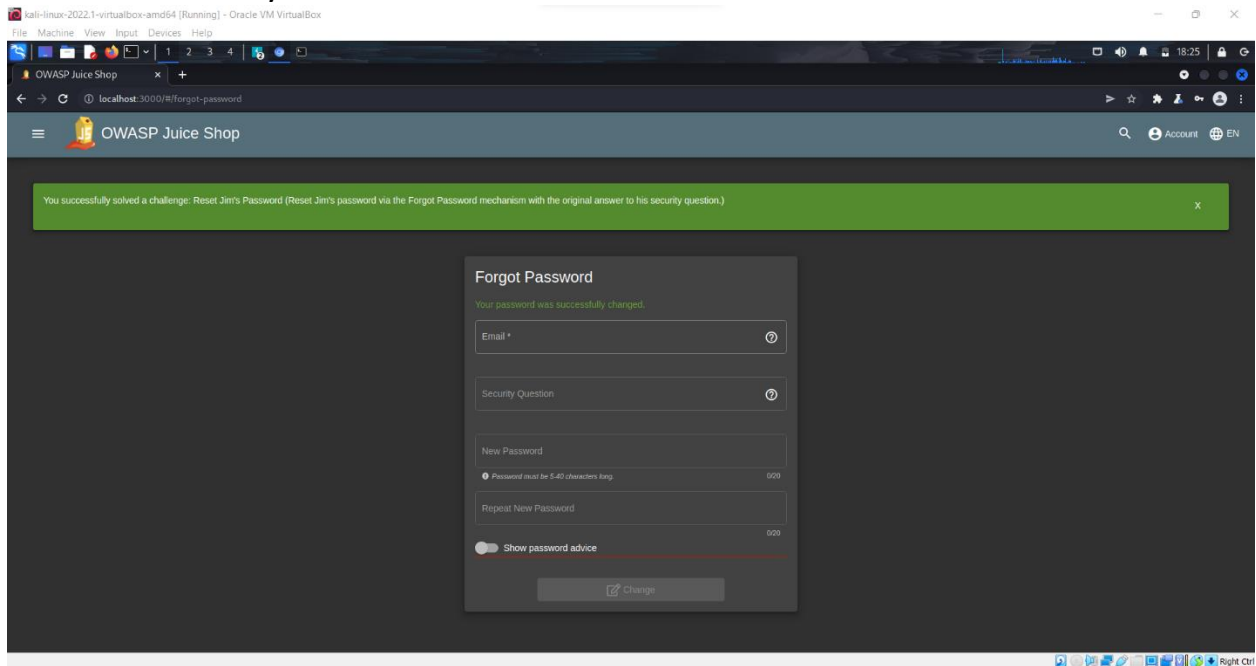 kali-linux-2022.1-virtualbox-amd64 [Running] - Oracle VM VirtualBox
File Machine View Input Devices Help
1 2 3 4 18:25
OWASP Juice Shop x +
localhost:3000/#/forgot-password
OWASP Juice Shop Account EN
You successfully solved a challenge: Reset Jim's Password (Reset Jim's password via the Forgot Password mechanism with the original answer to his security question.) X
Forgot Password
Your password was successfully changed.
Email *
Security Question
New Password
Password must be 5-40 characters long. 0/20
Repeat New Password
0/20
Show password advice
Change
Right Ctrl